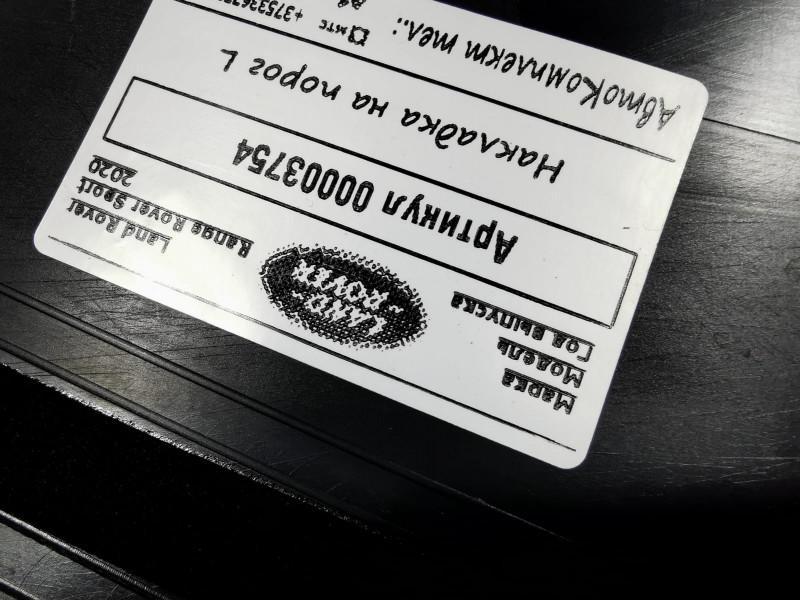 Марка
Land Rover
Модель
Range Rover Sport
Год выпуска
2020
LAND-
-ROVER
Артикул 00003754
Накладка на порог L
АвтоКомплект тел.:
МТС